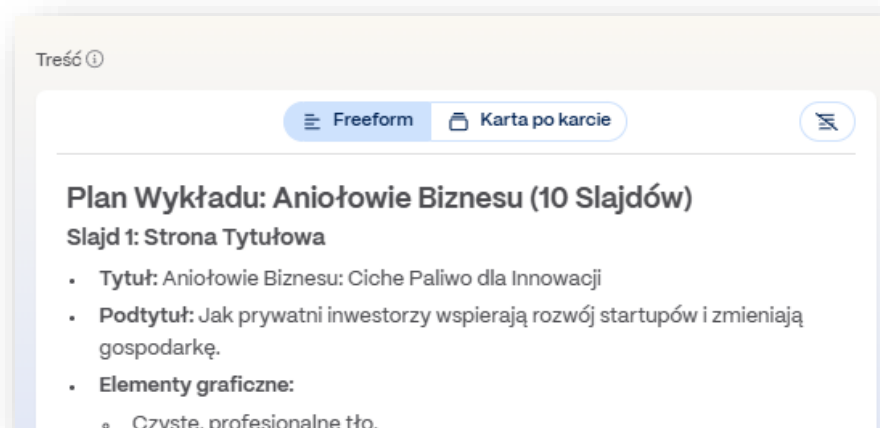 Treść
Freeform
Karta po karcie
Plan Wykładu: Aniołowie Biznesu (10 Slajdów)
Slajd 1: Strona Tytułowa
• Tytuł: Aniołowie Biznesu: Ciche Paliwo dla Innowacji
• Podtytuł: Jak prywatni inwestorzy wspierają rozwój startupów i zmieniają
gospodarkę.
• Elementy graficzne:
◦ Czyste, profesjonalne tło.